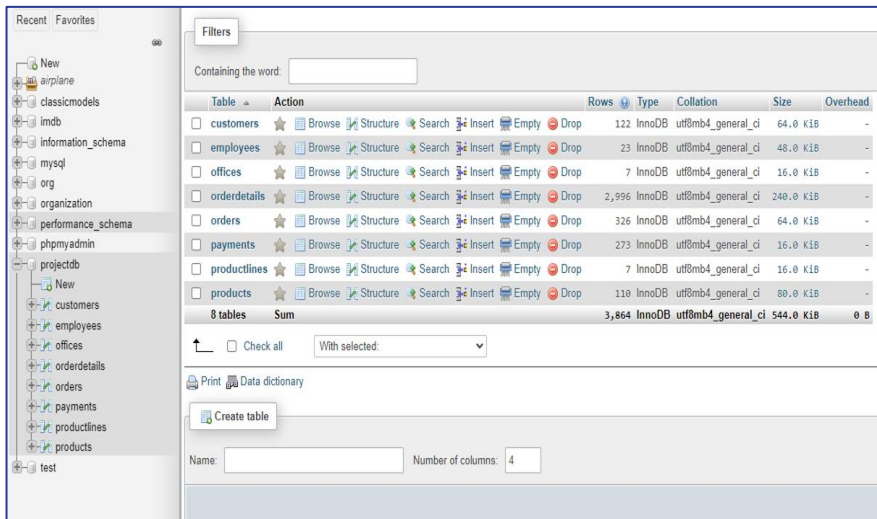 Recent Favorites
New
airplane
classicmodels
imdb
information_schema
mysql
org
organization
performance_schema
phpmyadmin
projectdb
New
customers
employees
offices
orderdetails
orders
payments
productlines
products
test
Filters
Containing the word:
Table Action Rows Type Collation Size Overhead
customers Browse Structure Search Insert Empty Drop 122 InnoDB utf8mb4_general_ci 64.0 KiB -
employees Browse Structure Search Insert Empty Drop 23 InnoDB utf8mb4_general_ci 48.0 KiB -
offices Browse Structure Search Insert Empty Drop 7 InnoDB utf8mb4_general_ci 16.0 KiB -
orderdetails Browse Structure Search Insert Empty Drop 2,996 InnoDB utf8mb4_general_ci 240.0 KiB -
orders Browse Structure Search Insert Empty Drop 326 InnoDB utf8mb4_general_ci 64.0 KiB -
payments Browse Structure Search Insert Empty Drop 273 InnoDB utf8mb4_general_ci 16.0 KiB -
productlines Browse Structure Search Insert Empty Drop 7 InnoDB utf8mb4_general_ci 16.0 KiB -
products Browse Structure Search Insert Empty Drop 110 InnoDB utf8mb4_general_ci 80.0 KiB -
8 tables Sum 3,864 InnoDB utf8mb4_general_ci 544.0 KiB 0 B
Check all With selected:
Print Data dictionary
Create table
Name: Number of columns: 4